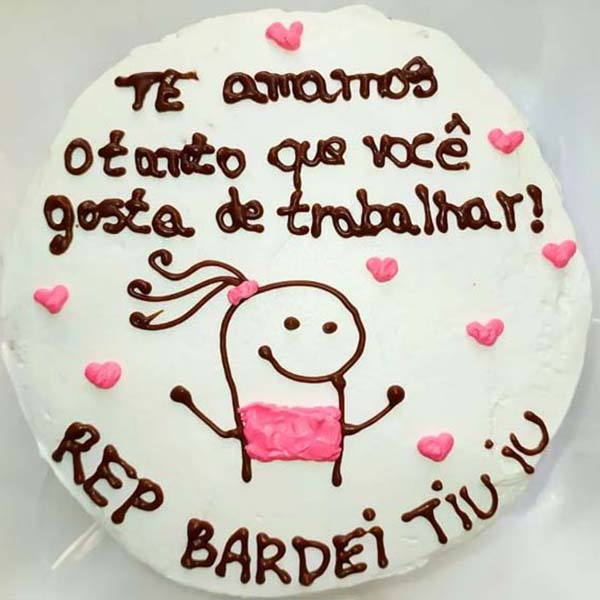 TE amamos
o tanto que você
gosta de trabalhar!
REP BARDEI TIU iU